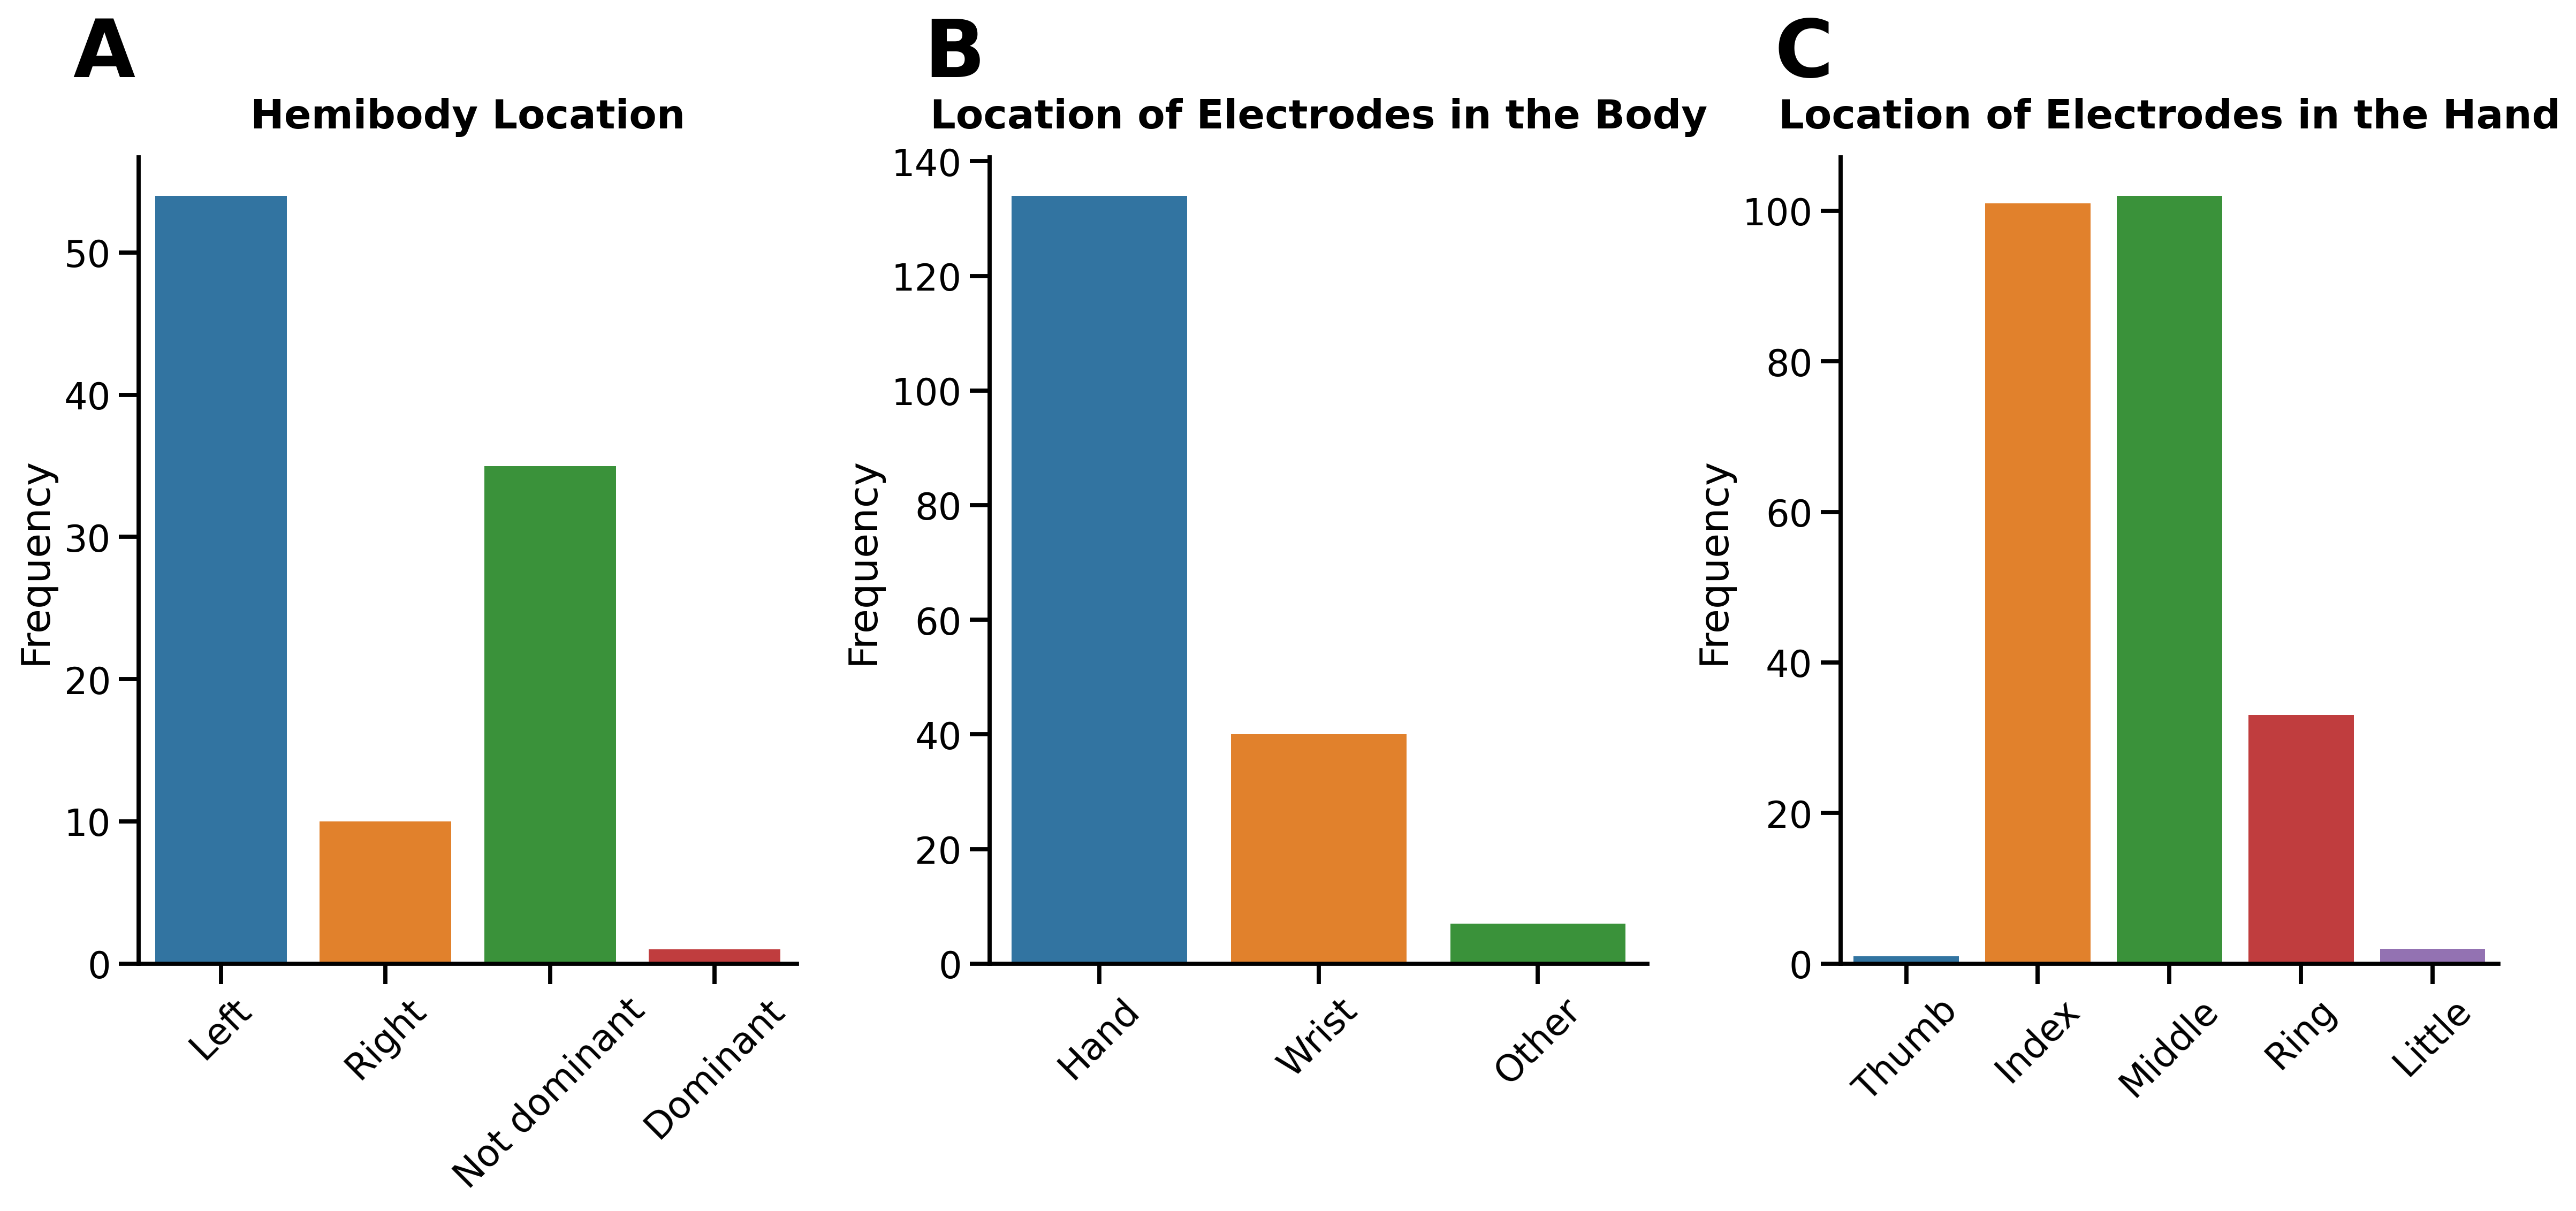 A
Hemibody Location
Frequency
50
40
30
20
10
0
Left
Right
Not dominant
Dominant
B
Location of Electrodes in the Body
Frequency
140
120
100
80
60
40
20
0
Hand
Wrist
Other
C
Location of Electrodes in the Hand
Frequency
100
80
60
40
20
0
Thumb
Index
Middle
Ring
Little